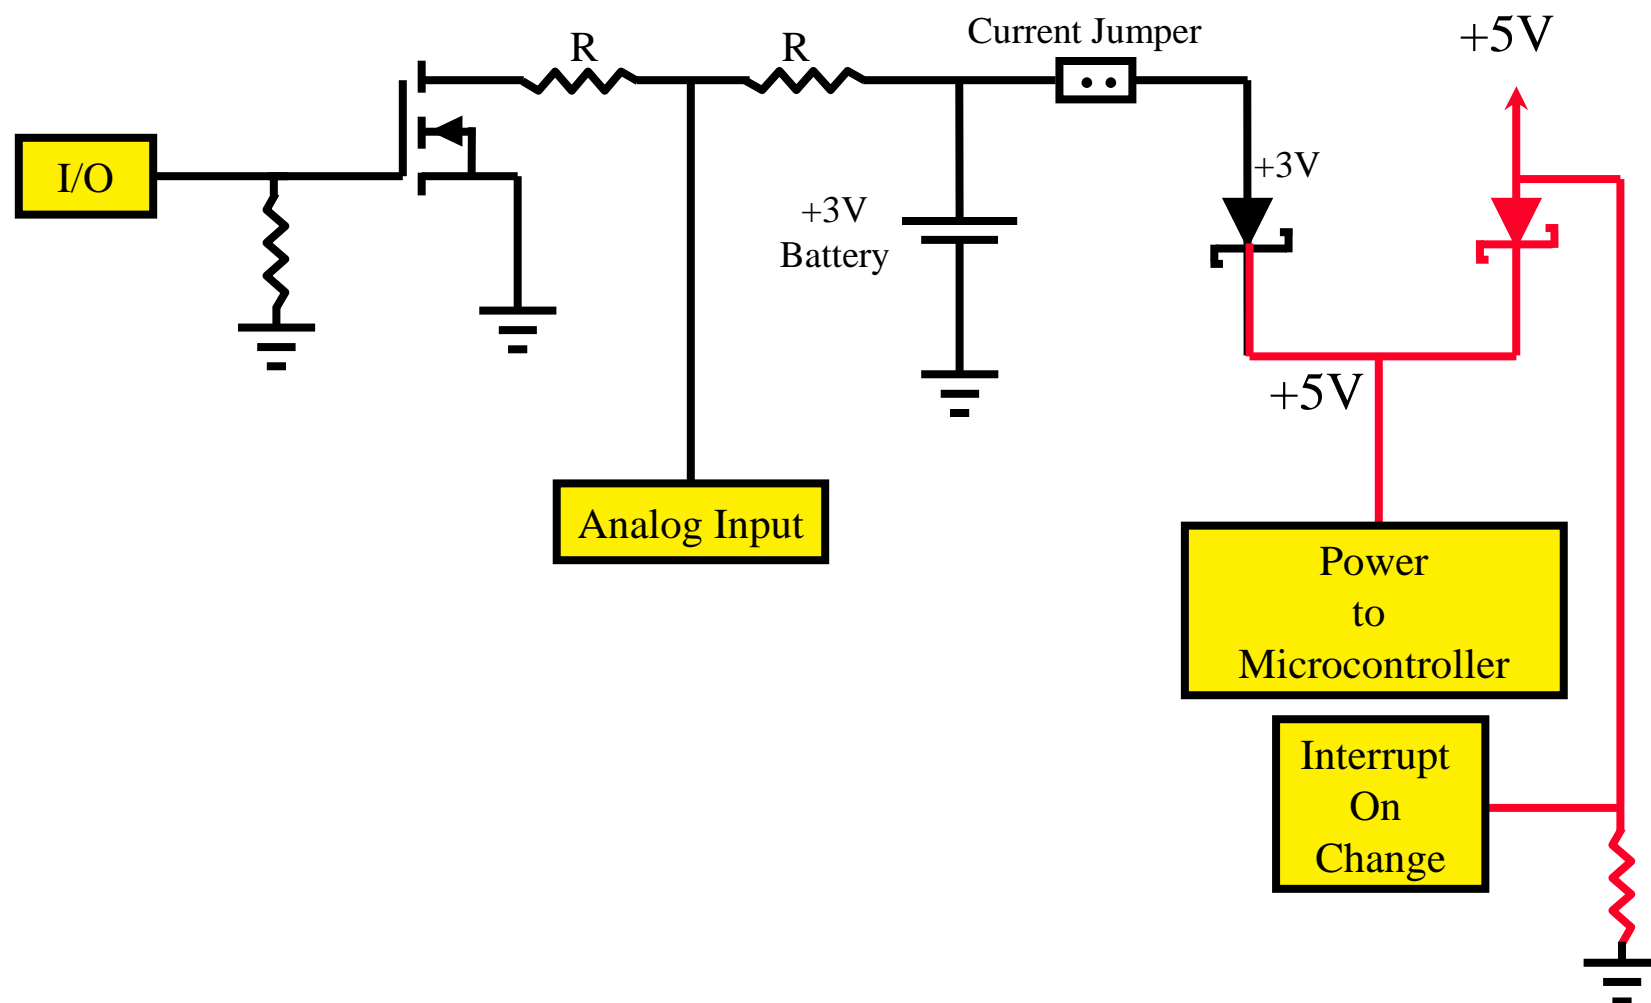 Current Jumper
+5V
R
R
I/O
+3V
+3V
Battery
+5V
Analog Input
Power
to
Microcontroller
Interrupt
On
Change